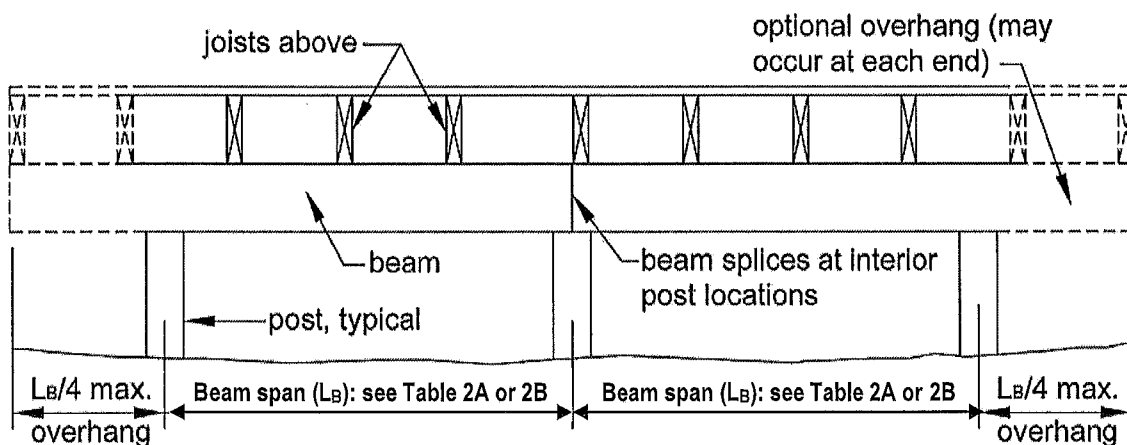 joists above
optional overhang (may
occur at each end)
beam
beam splices at interior
post locations
post, typical
LB/4 max.
overhang
Beam span (LB): see Table 2A or 2B
Beam span (LB): see Table 2A or 2B
LB/4 max.
overhang